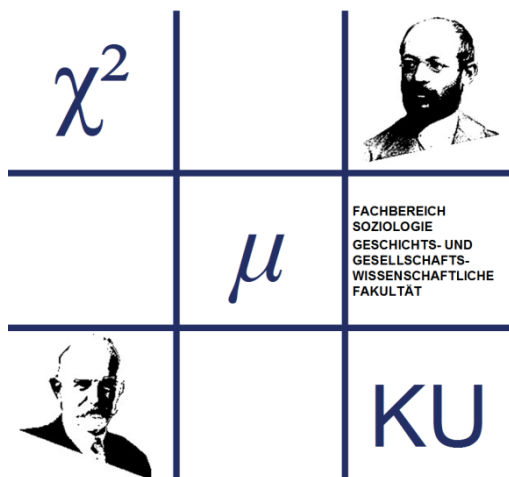 χ²
μ
FACHBEREICH
SOZIOLOGIE
GESCHICHTS- UND
GESELLSCHAFTS-
WISSENSCHAFTLICHE
FAKULTÄT
KU